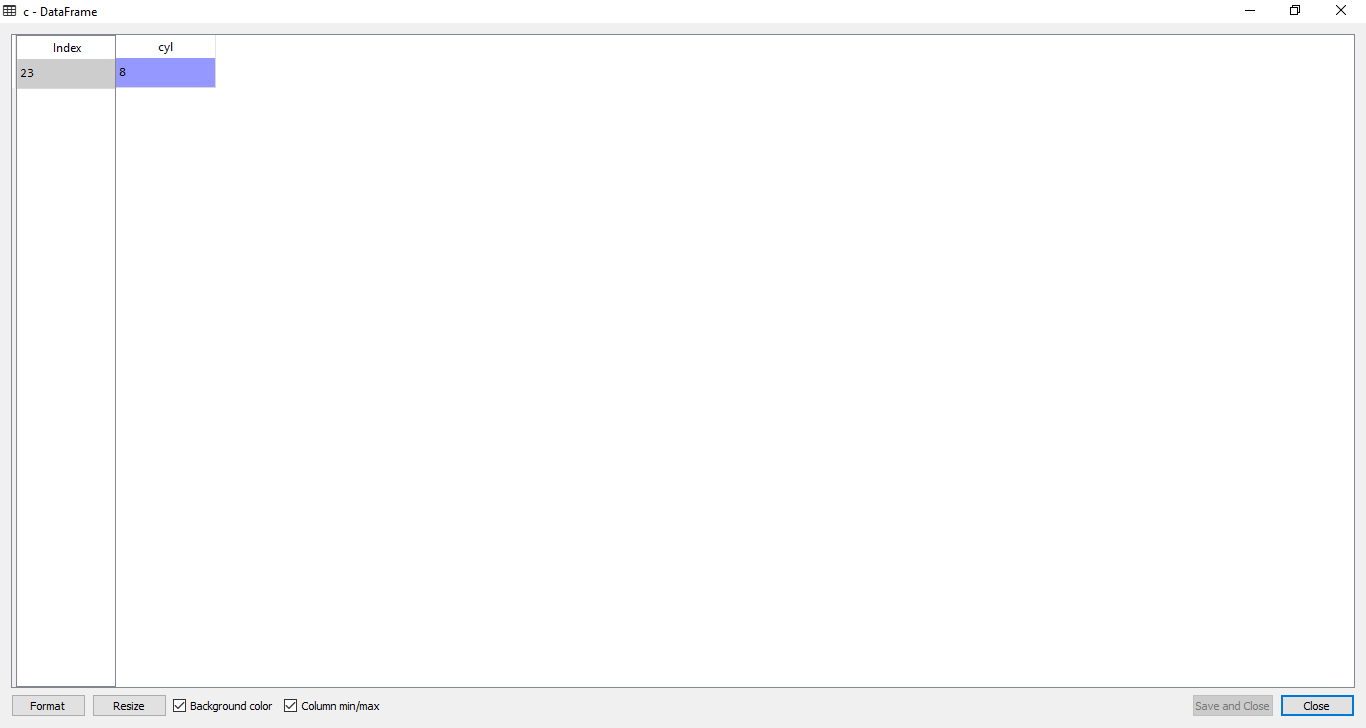 c - DataFrame
Index cyl
23 8
Format Resize Background color Column min/max Save and Close Close